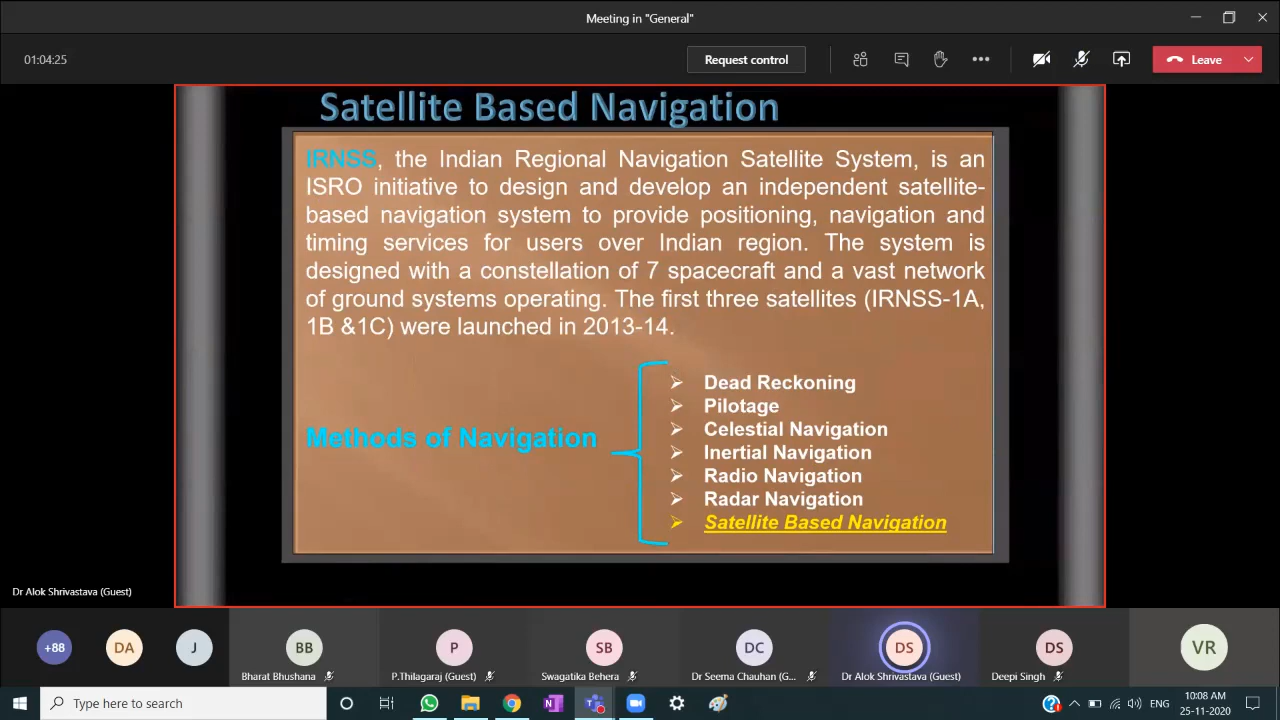 Meeting in "General"
01:04:25
Request control
Leave
Satellite Based Navigation
IRNSS, the Indian Regional Navigation Satellite System, is an
ISRO initiative to design and develop an independent satellite-
based navigation system to provide positioning, navigation and
timing services for users over Indian region. The system is
designed with a constellation of 7 spacecraft and a vast network
of ground systems operating. The first three satellites (IRNSS-1A,
1B &1C) were launched in 2013-14.
Methods of Navigation
Dead Reckoning
Pilotage
Celestial Navigation
Inertial Navigation
Radio Navigation
Radar Navigation
Satellite Based Navigation
Dr Alok Shrivastava (Guest)
+88
DA
J
BB
Bharat Bhushana
P
P.Thilagaraj (Guest)
SB
Swagatika Behera
DC
Dr Seema Chauhan (G...
DS
Dr Alok Shrivastava (Guest)
DS
Deepi Singh
VR
Type here to search
ENG
10:08 AM
25-11-2020